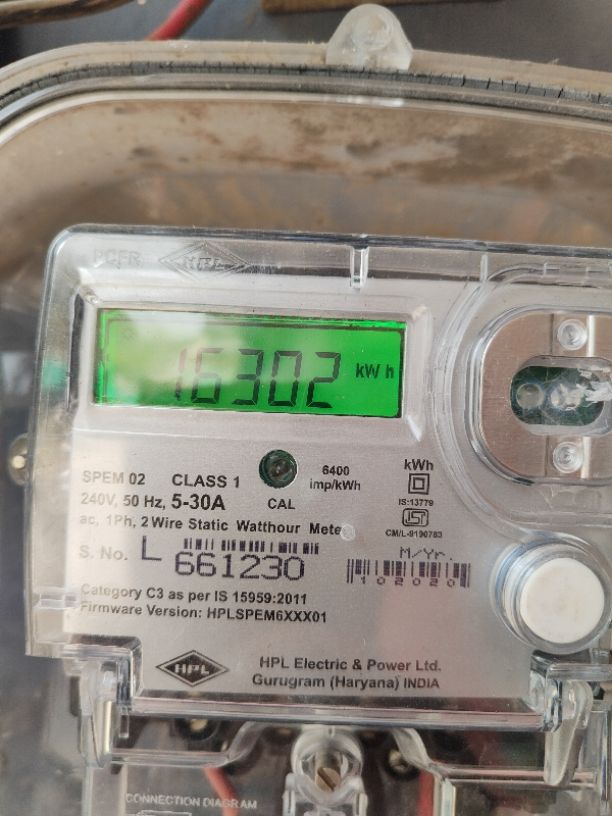 HPL
16302 kWh
SPEM 02 CLASS 1
6400
imp/kWh
kWh
240V, 50 Hz, 5-30A
CAL
IS:13779
ac, 1Ph, 2 Wire Static Watthour Meter
CM/L-9190783
S. No. L 661230
M/Yr.
102020
Category C3 as per IS 15959:2011
Firmware Version: HPLSPEM6XXX01
HPL
HPL Electric & Power Ltd.
Gurugram (Haryana) INDIA
CONNECTION DIAGRAM